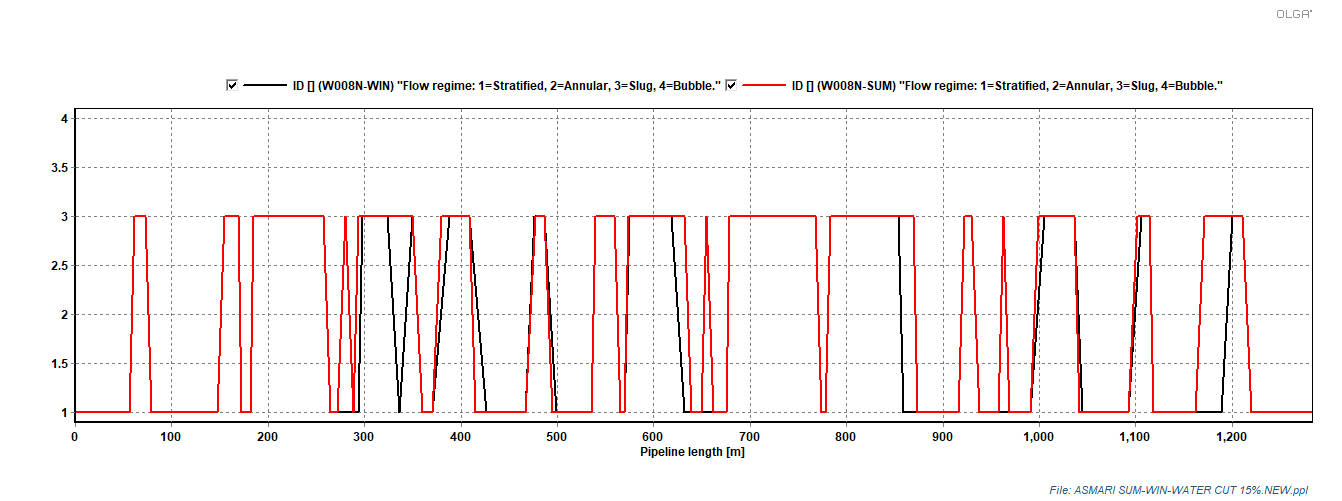 OLGA
ID [] (W008N-WIN) "Flow regime: 1=Stratified, 2=Annular, 3=Slug, 4=Bubble." ID [] (W008N-SUM) "Flow regime: 1=Stratified, 2=Annular, 3=Slug, 4=Bubble."
4
3.5
3
2.5
2
1.5
1
0 100 200 300 400 500 600 700 800 900 1,000 1,100 1,200
Pipeline length [m]
File: ASMARI SUM-WIN-WATER CUT 15%.NEW.ppl